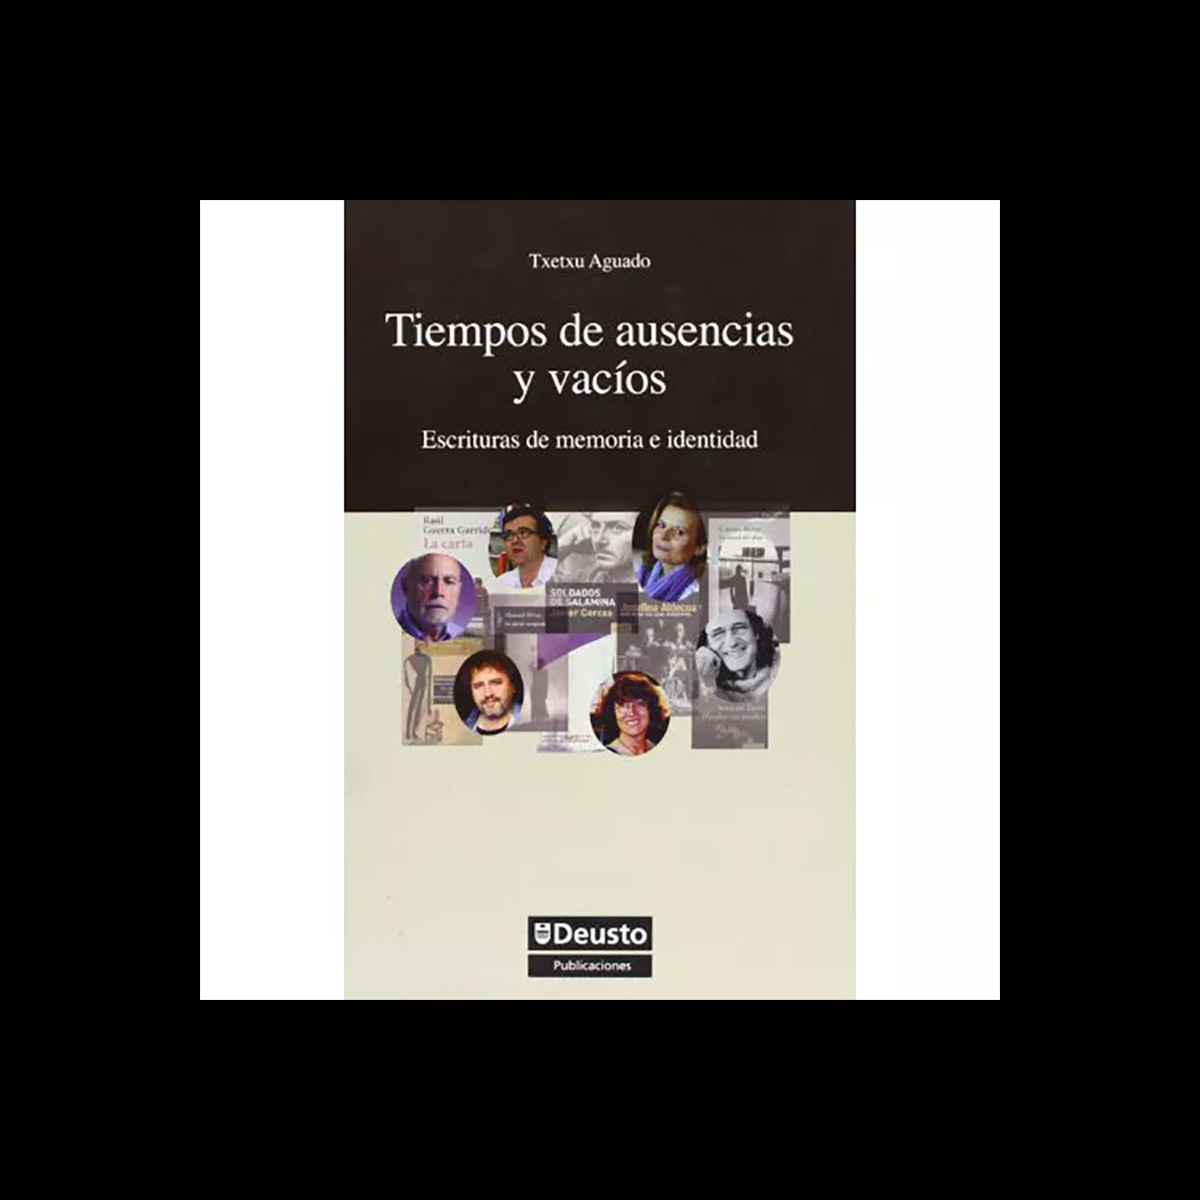 Txetxu Aguado
Tiempos de ausencias
y vacíos
Escrituras de memoria e identidad
Raúl
Guerra Garrido
La carta
SOLDADOS
DE SALAMINA
Javier Cercas
Josefina Aldecoa
Deusto
Publicaciones